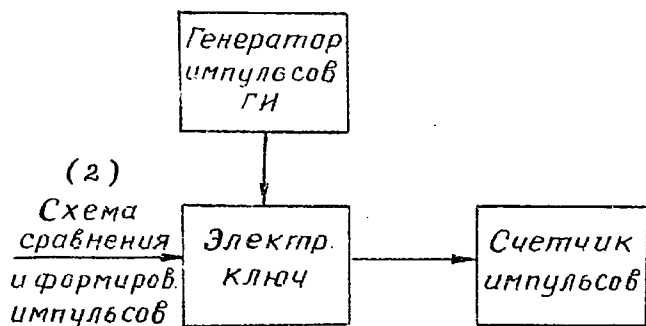 Генератор
импульсов
ГИ
(2)
Схема
сравнения
и формиров.
импульсов
Электр.
ключ
Счетчик
импульсов